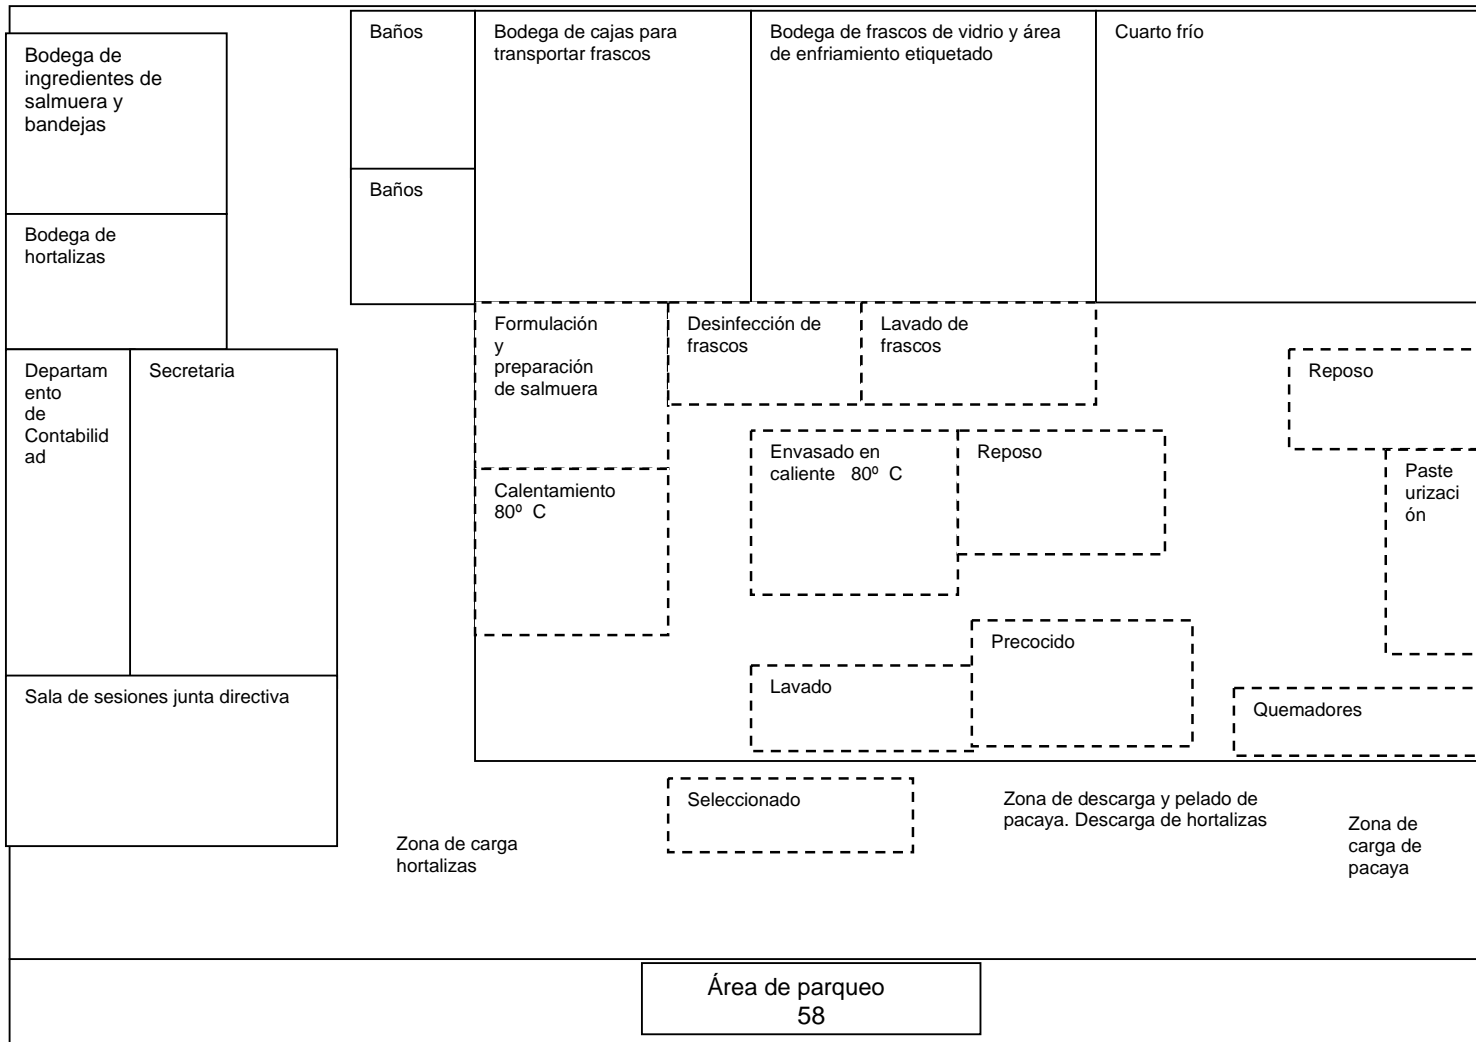 Baños
Bodega de cajas para
transportar frascos
Bodega de frascos de vidrio y área
de enfriamiento etiquetado
Cuarto frío
Bodega de
ingredientes de
salmuera y
bandejas
Baños
Bodega de
hortalizas
Formulación
y
preparación
de salmuera
Desinfección de
frascos
Lavado de
frascos
Departam
ento
de
Contabilid
ad
Secretaria
Reposo
Envasado en
caliente 80º C
Reposo
Calentamiento
80º C
Paste
urizaci
ón
Precocido
Lavado
Sala de sesiones junta directiva
Quemadores
Seleccionado
Zona de descarga y pelado de
pacaya. Descarga de hortalizas
Zona de
carga de
pacaya
Zona de carga
hortalizas
Área de parqueo
58